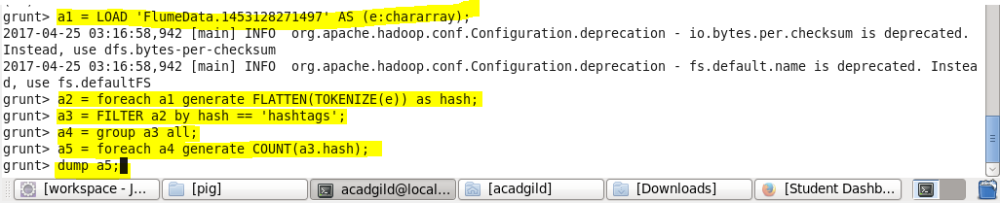 grunt> a1 = LOAD 'FlumeData.1453128271497' AS (e:chararray);
2017-04-25 03:16:58,942 [main] INFO  org.apache.hadoop.conf.Configuration.deprecation - io.bytes.per.checksum is deprecated.
Instead, use dfs.bytes-per-checksum
2017-04-25 03:16:58,942 [main] INFO  org.apache.hadoop.conf.Configuration.deprecation - fs.default.name is deprecated. Instea
d, use fs.defaultFS
grunt> a2 = foreach a1 generate FLATTEN(TOKENIZE(e)) as hash;
grunt> a3 = FILTER a2 by hash == 'hashtags';
grunt> a4 = group a3 all;
grunt> a5 = foreach a4 generate COUNT(a3.hash);
grunt> dump a5;
[workspace - J... [pig] acadgild@local... [acadgild] [Downloads] [Student Dashb...